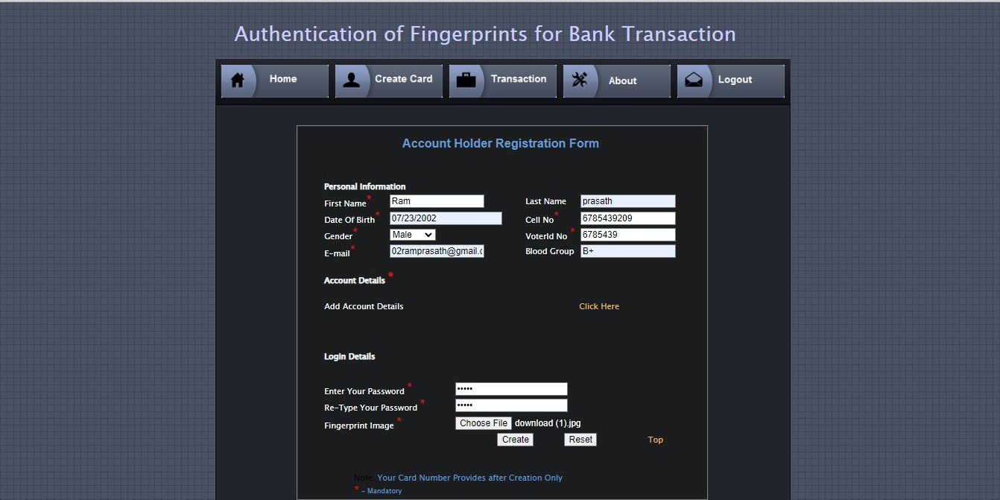 Authentication of Fingerprints for Bank Transaction
Home Create Card Transaction About Logout
Account Holder Registration Form
Personal Information
First Name * Ram Last Name prasath
Date Of Birth * 07/23/2002 Cell No * 6785439209
Gender * Male VoterId No * 6785439
E-mail * 02ramprasath@gmail.c Blood Group B+
Account Details *
Add Account Details Click Here
Login Details
Enter Your Password * •••••
Re-Type Your Password * •••••
Fingerprint Image * Choose File download (1).jpg
Create Reset Top
Note: Your Card Number Provides after Creation Only
* - Mandatory